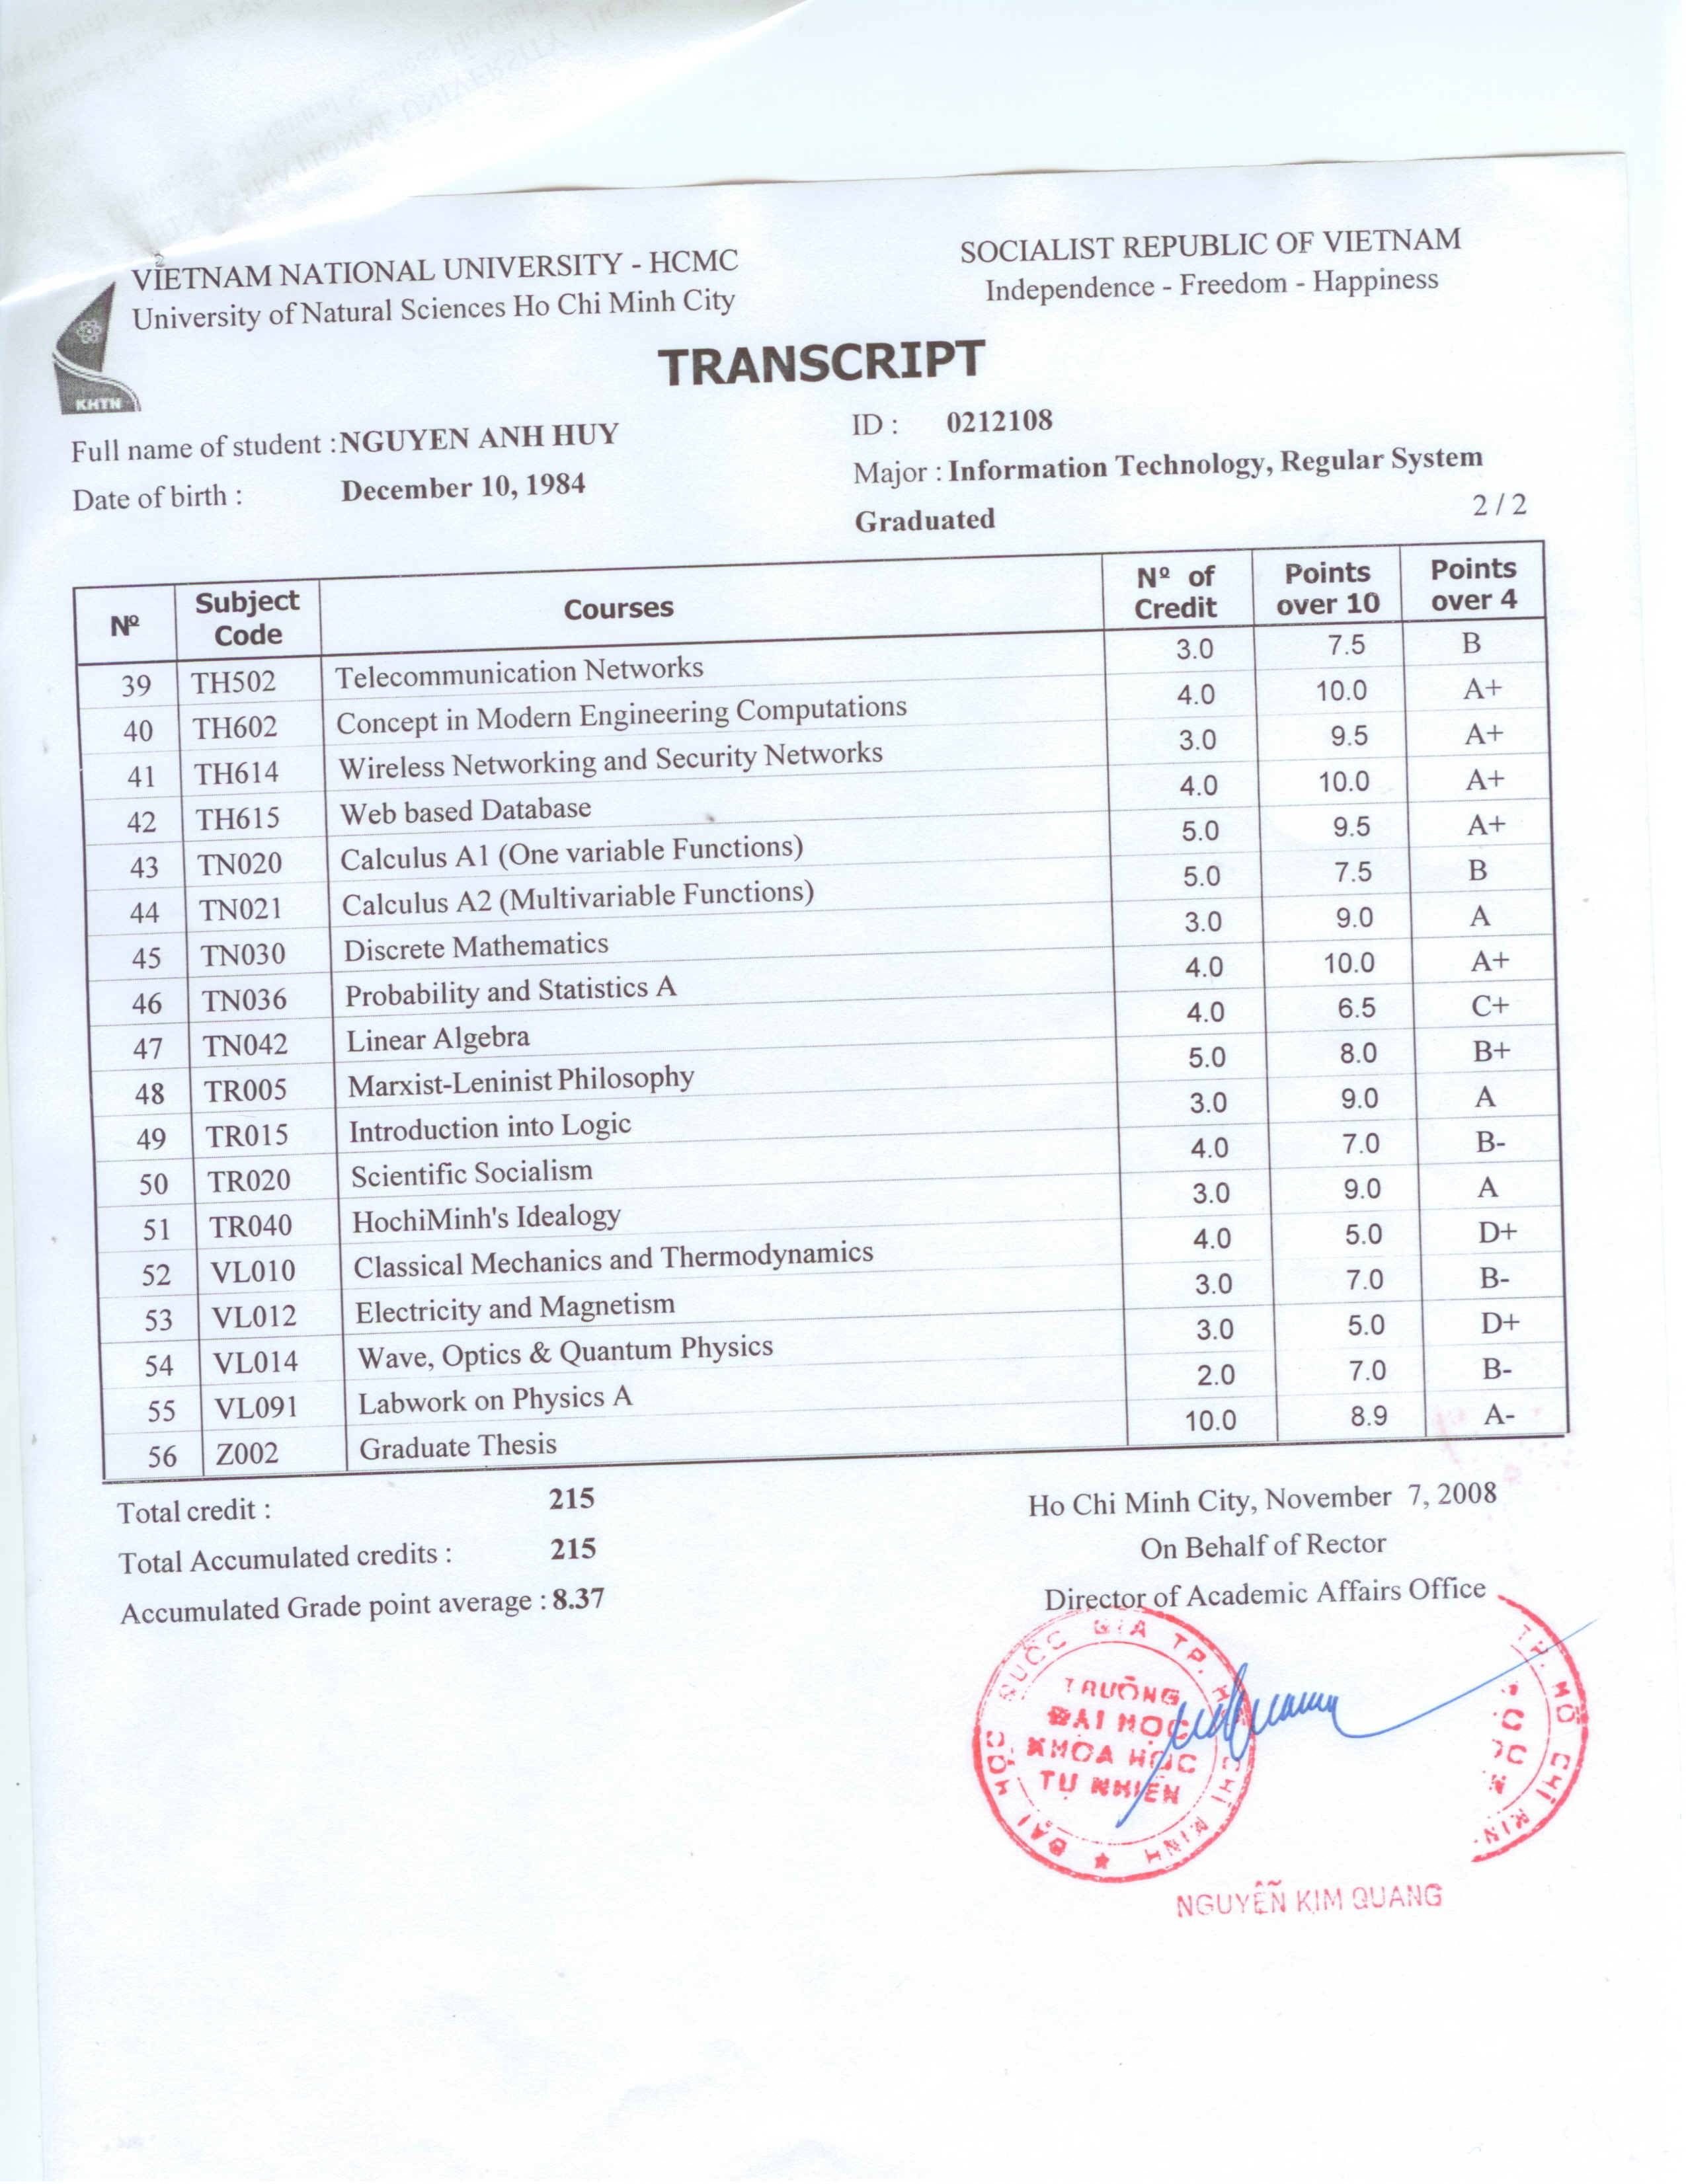 VIETNAM NATIONAL UNIVERSITY - HCMC
University of Natural Sciences Ho Chi Minh City
SOCIALIST REPUBLIC OF VIETNAM
Independence - Freedom - Happiness
KHTN
TRANSCRIPT
Full name of student : NGUYEN ANH HUY
ID : 0212108
Date of birth : December 10, 1984
Major : Information Technology, Regular System
Graduated
2 / 2
Nº Subject Code Courses Nº of Credit Points over 10 Points over 4
39 TH502 Telecommunication Networks 3.0 7.5 B
40 TH602 Concept in Modern Engineering Computations 4.0 10.0 A+
41 TH614 Wireless Networking and Security Networks 3.0 9.5 A+
42 TH615 Web based Database 4.0 10.0 A+
43 TN020 Calculus A1 (One variable Functions) 5.0 9.5 A+
44 TN021 Calculus A2 (Multivariable Functions) 5.0 7.5 B
45 TN030 Discrete Mathematics 3.0 9.0 A
46 TN036 Probability and Statistics A 4.0 10.0 A+
47 TN042 Linear Algebra 4.0 6.5 C+
48 TR005 Marxist-Leninist Philosophy 5.0 8.0 B+
49 TR015 Introduction into Logic 3.0 9.0 A
50 TR020 Scientific Socialism 4.0 7.0 B-
51 TR040 HochiMinh's Idealogy 3.0 9.0 A
52 VL010 Classical Mechanics and Thermodynamics 4.0 5.0 D+
53 VL012 Electricity and Magnetism 3.0 7.0 B-
54 VL014 Wave, Optics & Quantum Physics 3.0 5.0 D+
55 VL091 Labwork on Physics A 2.0 7.0 B-
56 Z002 Graduate Thesis 10.0 8.9 A-
Total credit : 215
Total Accumulated credits : 215
Accumulated Grade point average : 8.37
Ho Chi Minh City, November 7, 2008
On Behalf of Rector
Director of Academic Affairs Office
TRƯỜNG
ĐẠI HỌC
KHOA HỌC
TỰ NHIÊN
TP. HỒ CHÍ
NGUYỄN KIM QUANG